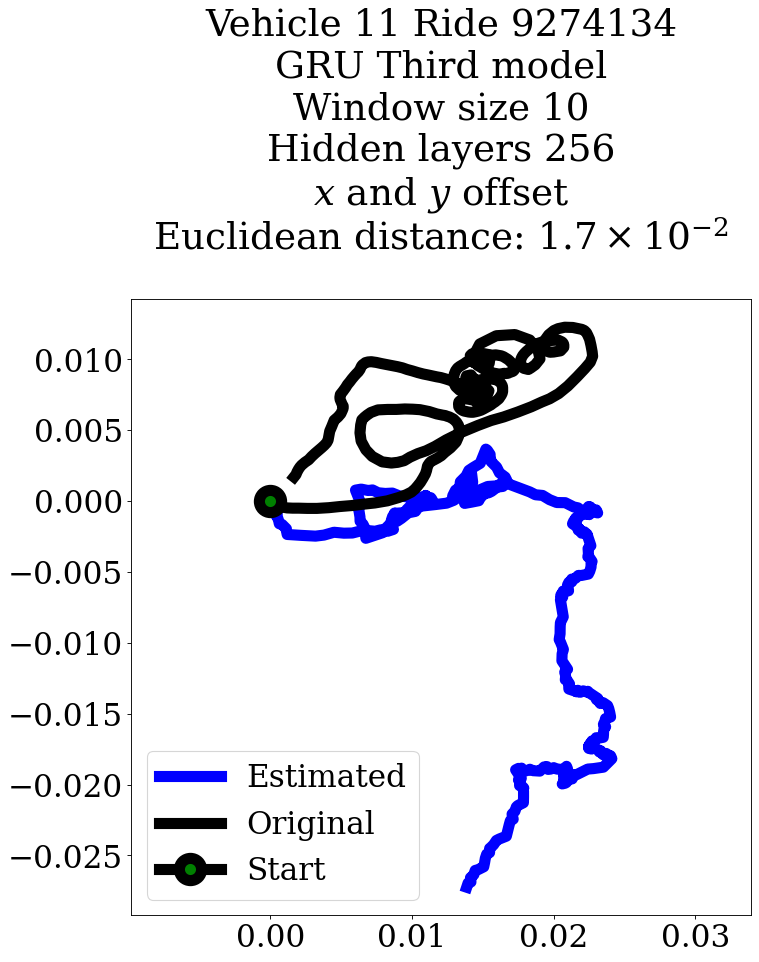 Vehicle 11 Ride 9274134
GRU Third model
Window size 10
Hidden layers 256
x and y offset
Euclidean distance: 1.7 × 10⁻²
0.010
0.005
0.000
−0.005
−0.010
−0.015
−0.020
−0.025
Estimated
Original
Start
0.00 0.01 0.02 0.03